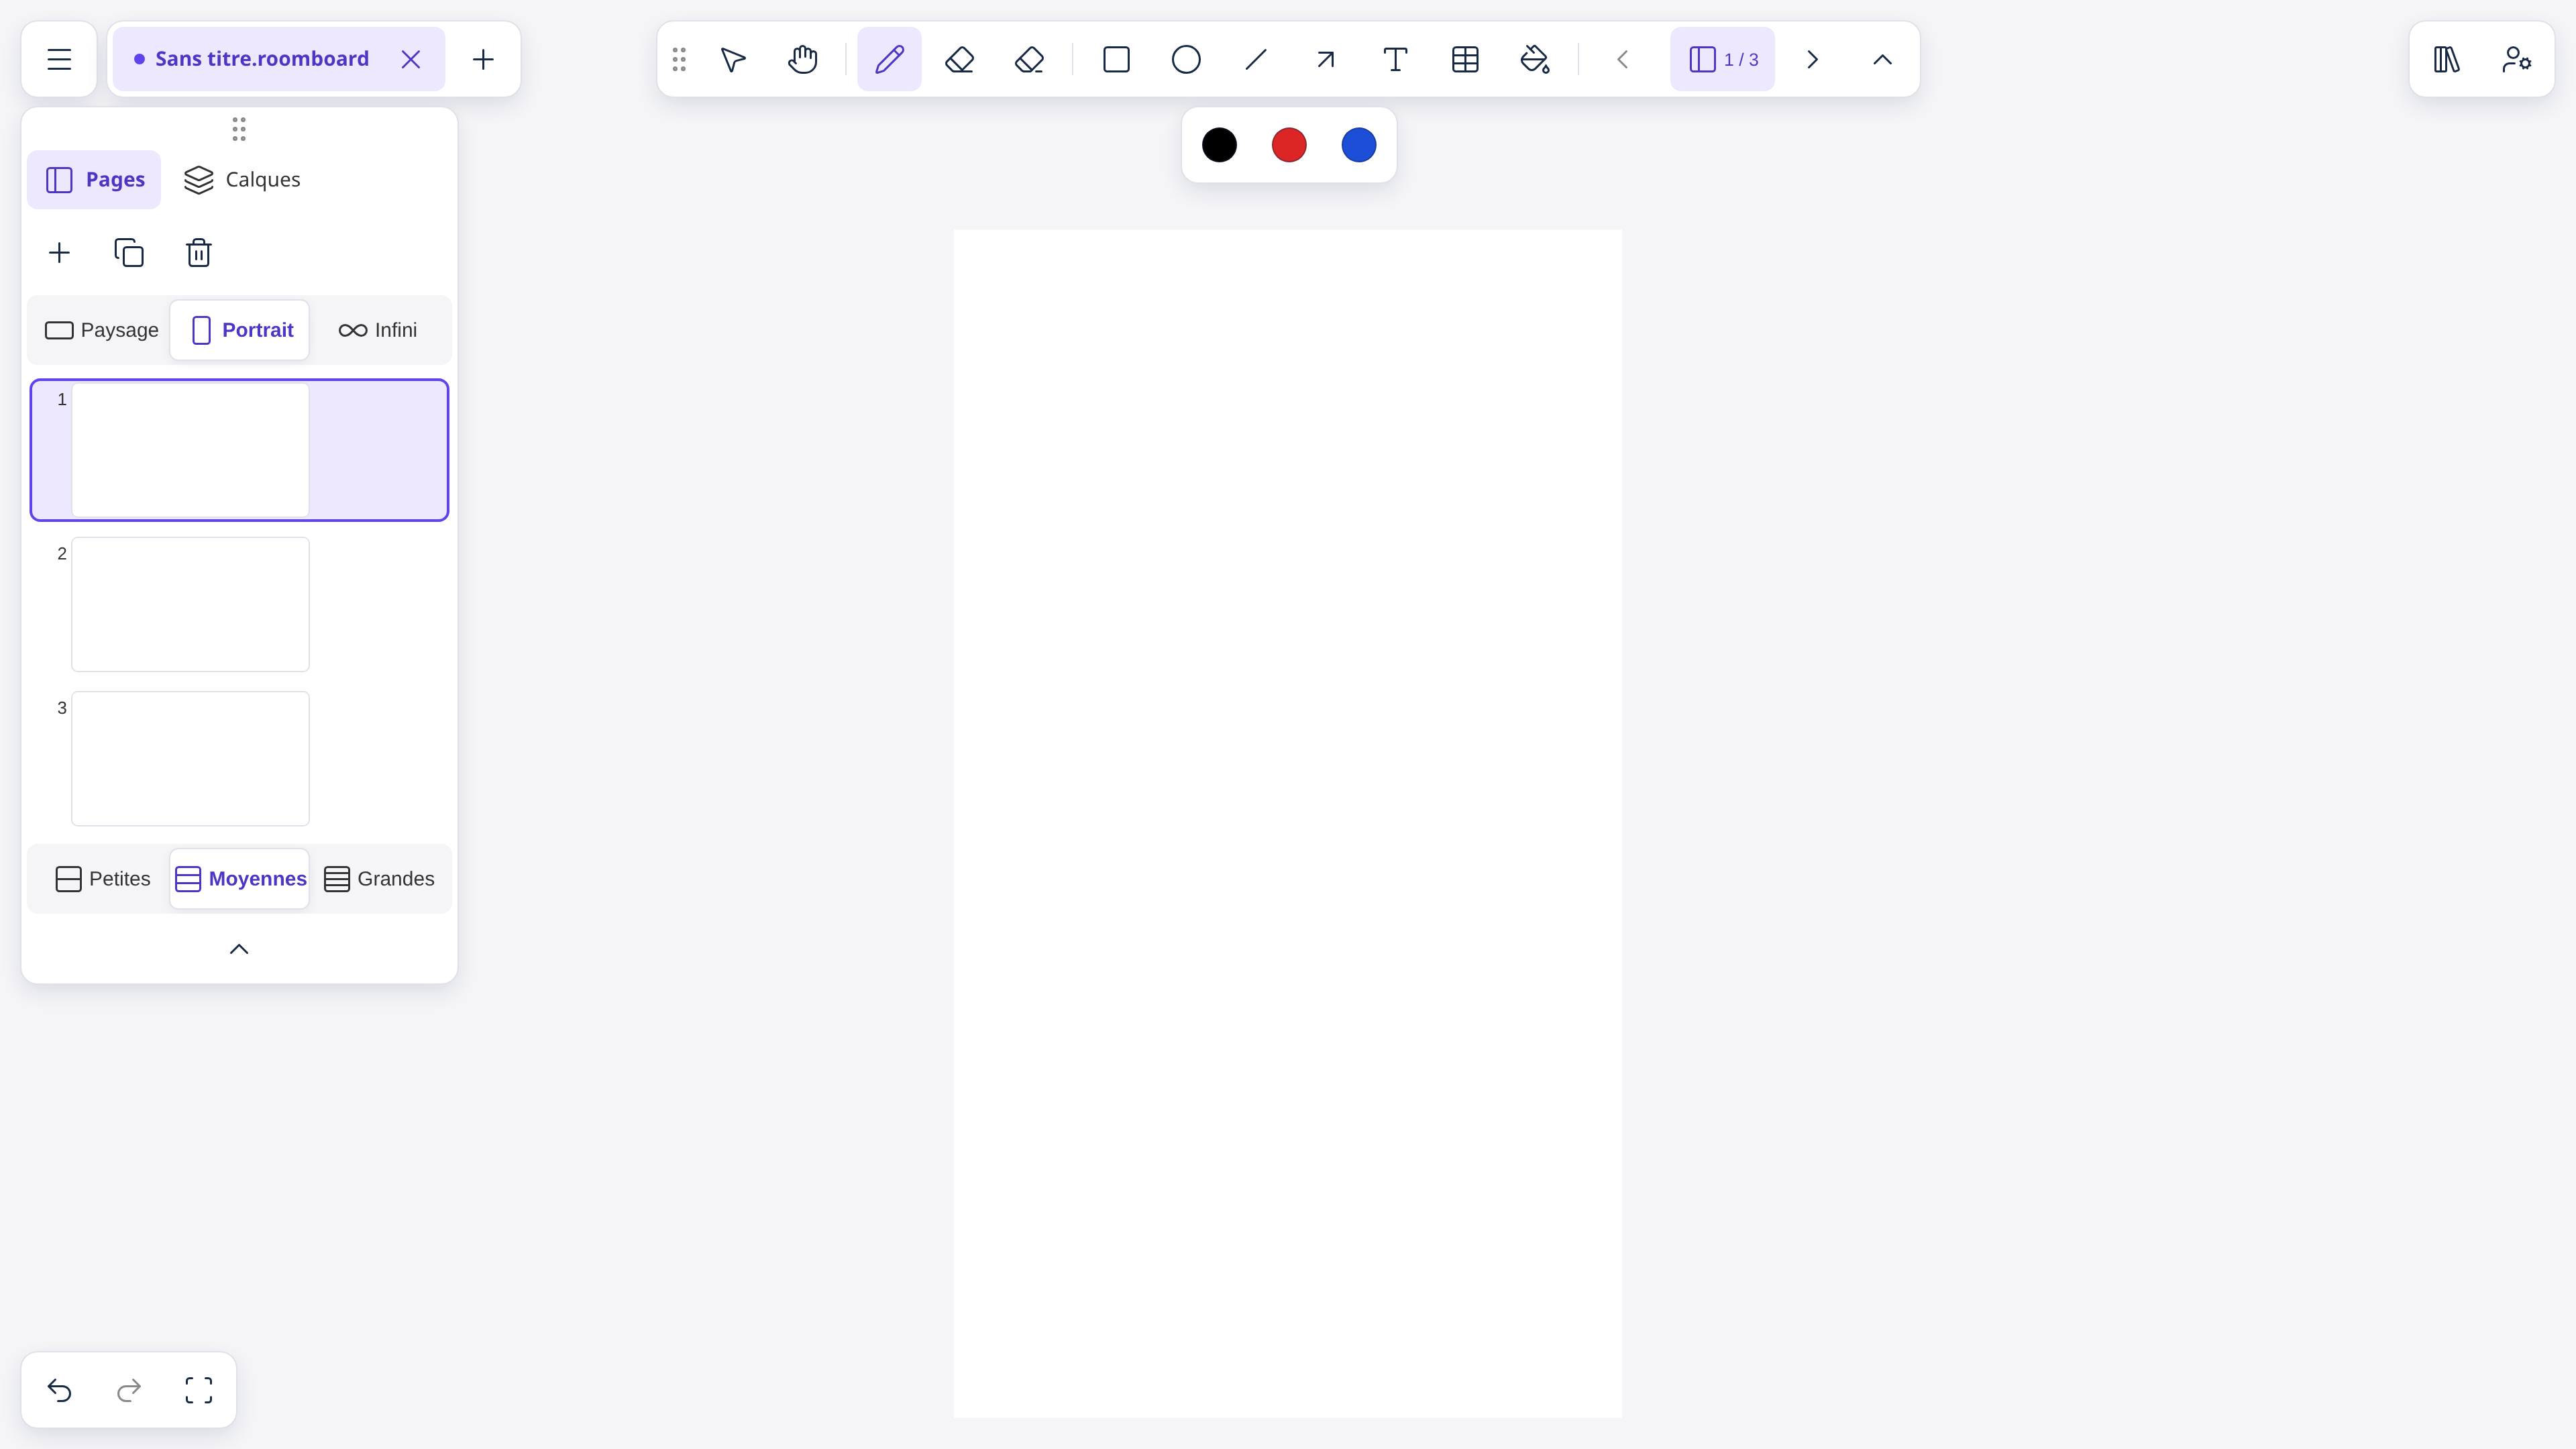 Sans titre.roomboard
1 / 3
Pages
Calques
Paysage
Portrait
Infini
1
2
3
Petites
Moyennes
Grandes